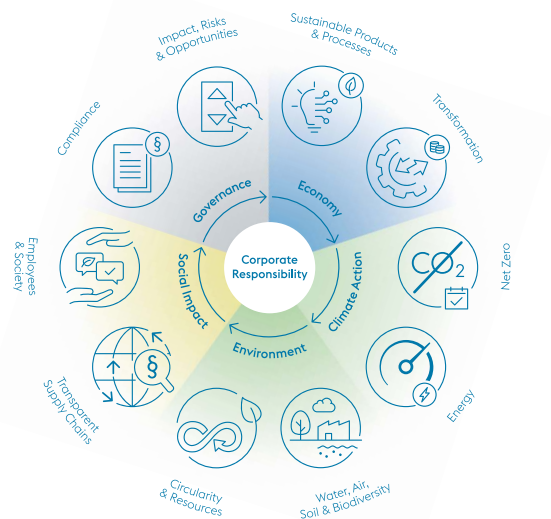 Impact, Risks
& Opportunities
Sustainable Products
& Processes
Compliance
§
Transformation
Governance
Economy
Employees
& Society
Social Impact
Corporate
Responsibility
Climate Action
CO2
Net Zero
Environment
§
Transparent
Supply Chains
Energy
Circularity
& Resources
Water, Air,
Soil & Biodiversity